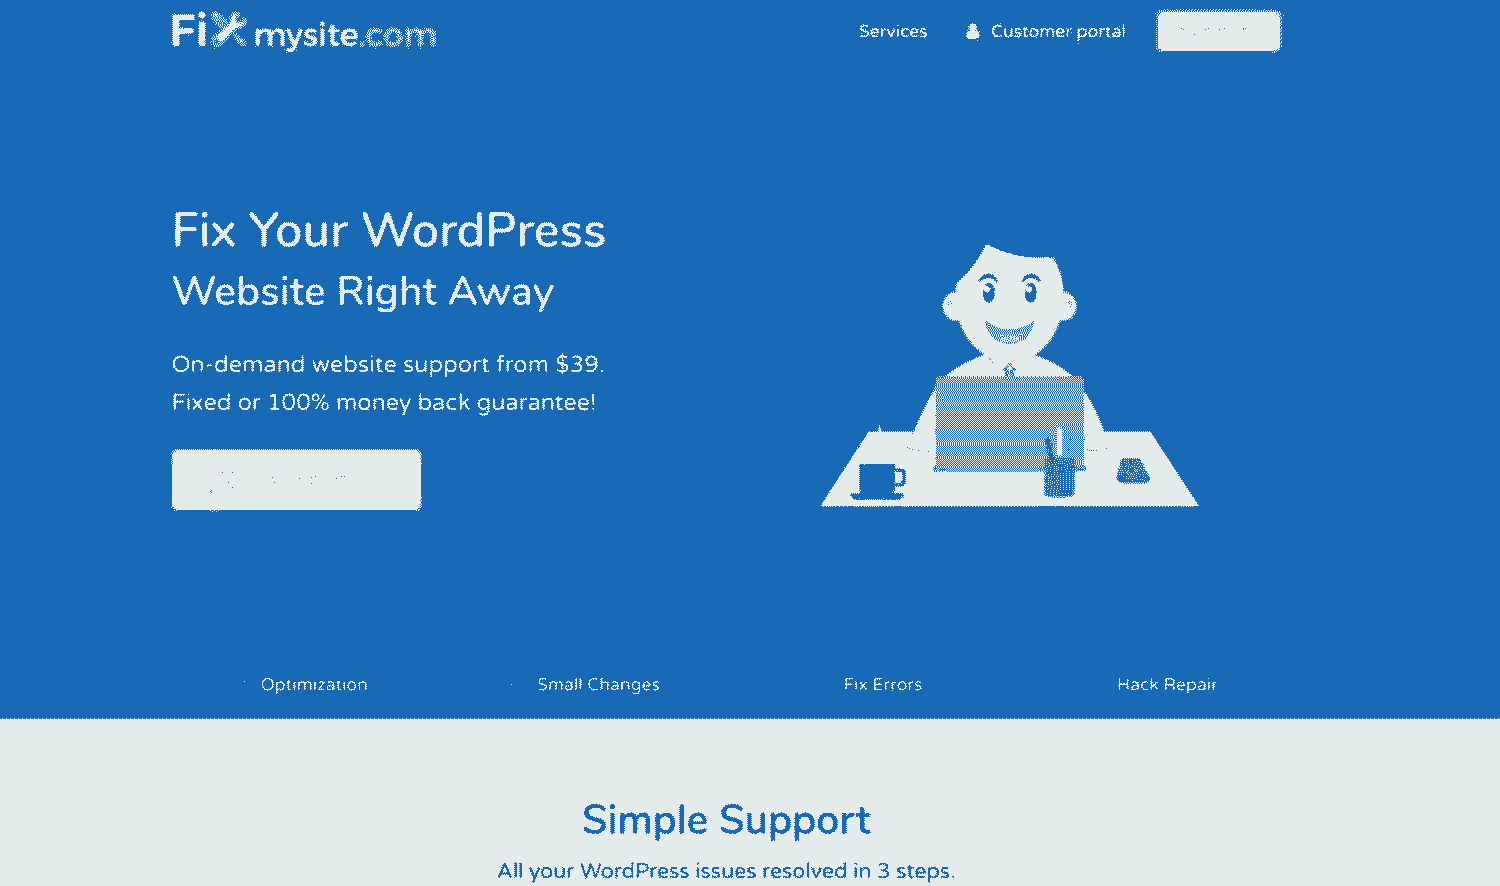 Fix mysite.com
Services
Customer portal
Fix Your WordPress
Website Right Away
On-demand website support from $39.
Fixed or 100% money back guarantee!
Optimization
Small Changes
Fix Errors
Hack Repair
Simple Support
All your WordPress issues resolved in 3 steps.